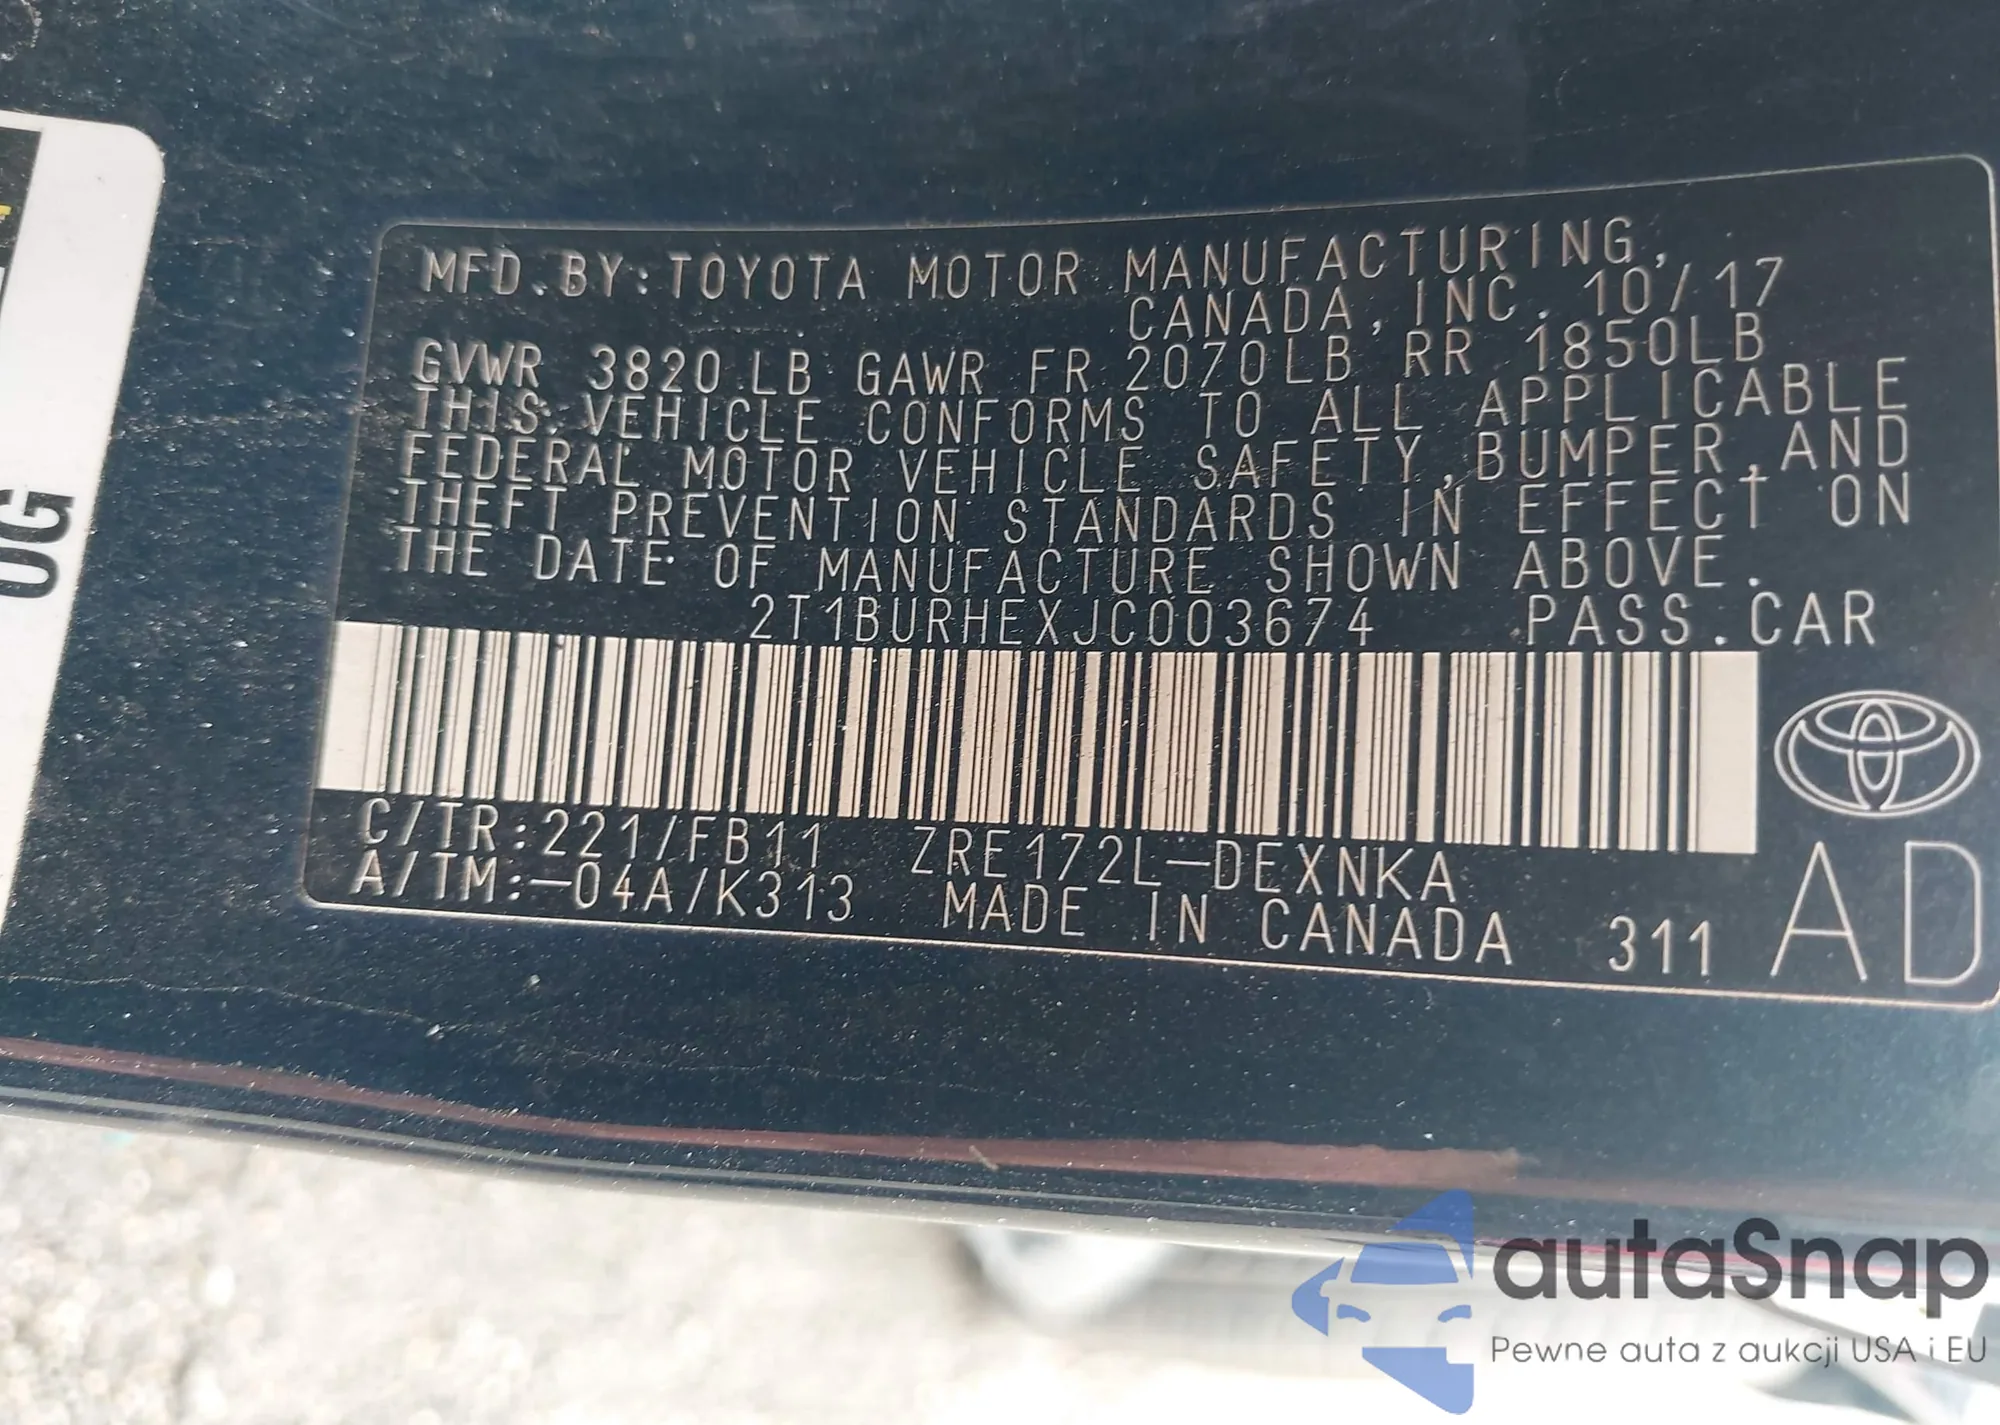 MFD.BY:TOYOTA MOTOR MANUFACTURING,
CANADA, INC. 10/17
GVWR 3820LB GAWR FR 2070LB RR 1850LB
THIS VEHICLE CONFORMS TO ALL APPLICABLE
FEDERAL MOTOR VEHICLE SAFETY, BUMPER, AND
THEFT PREVENTION STANDARDS IN EFFECT ON
THE DATE OF MANUFACTURE SHOWN ABOVE.
2T1BURHEXJC003674 PASS.CAR
C/TR:221/FB11 ZRE172L-DEXNKA
A/TM:-04A/K313 MADE IN CANADA 311
AD
OG
autaSnap
Pewne auta z aukcji USA i EU